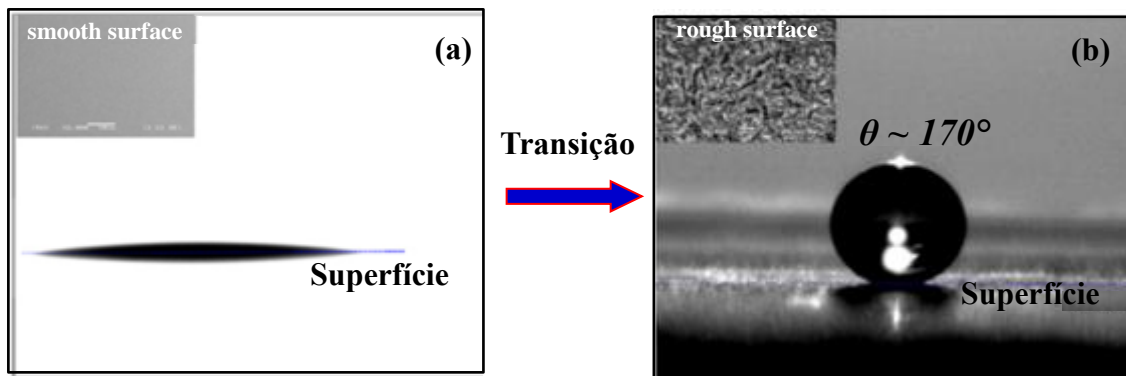 smooth surface
(a)
Superfície
Transição
rough surface
(b)
θ ~ 170°
Superfície